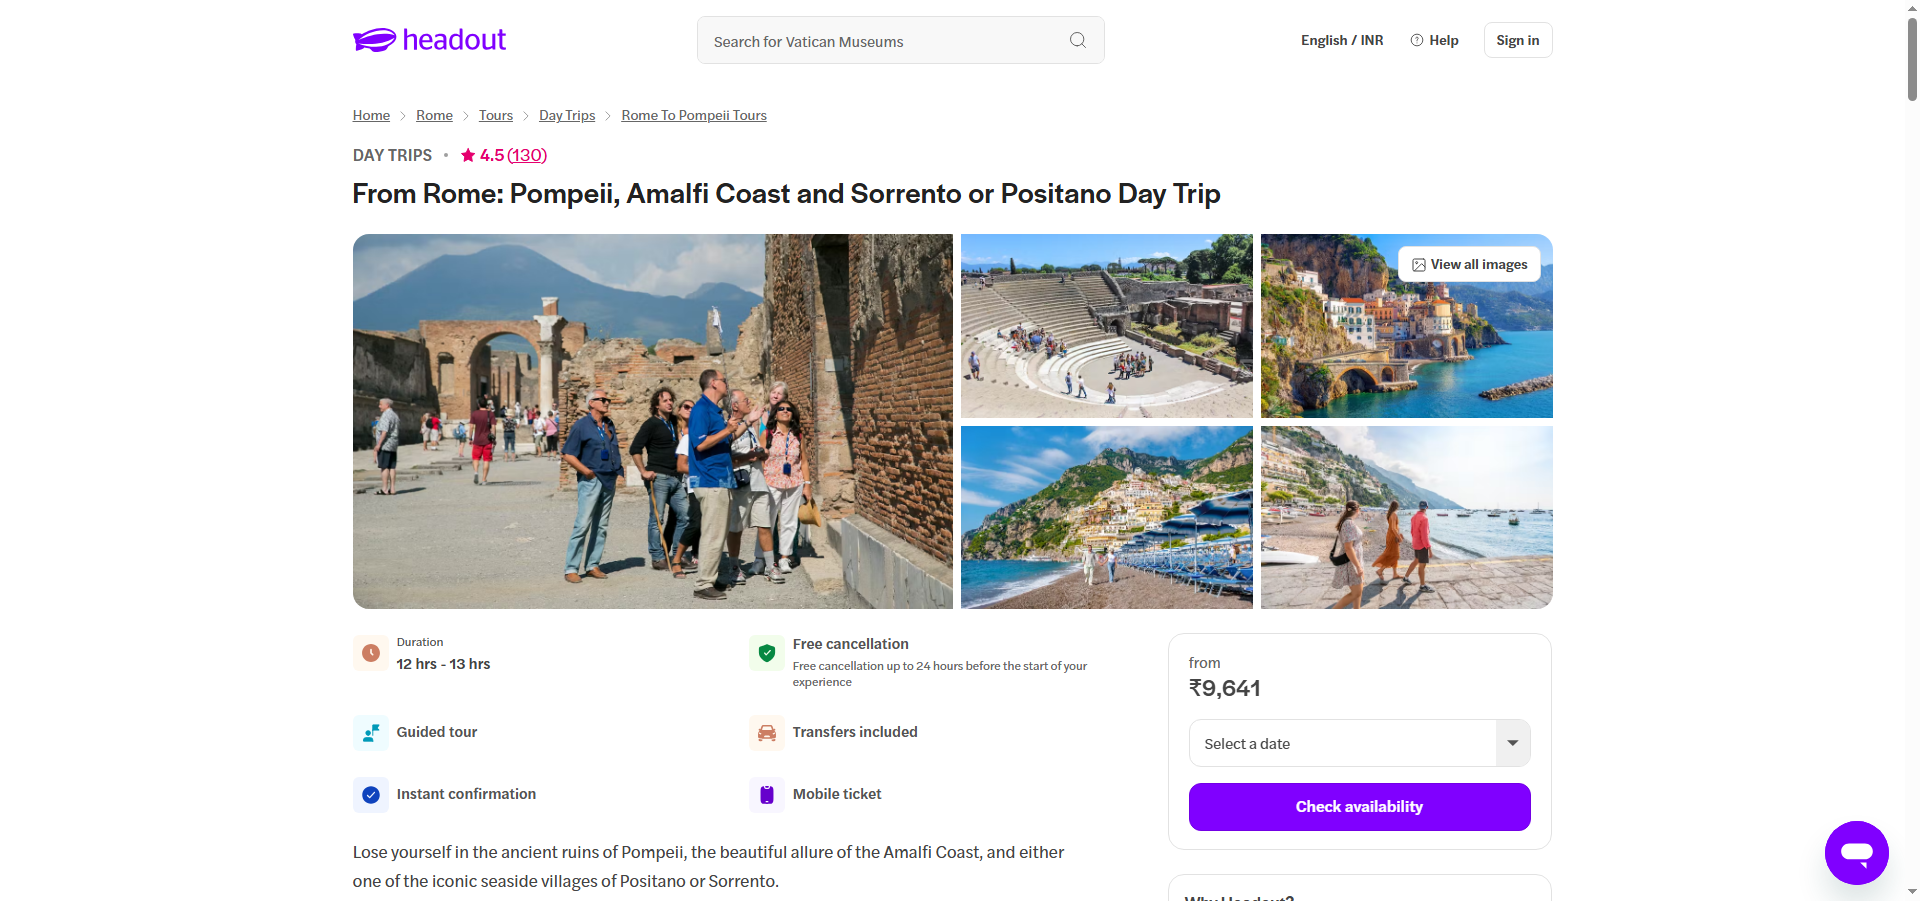 headout
Search for Vatican Museums
English / INR
Help
Sign in
Home
Rome
Tours
Day Trips
Rome To Pompeii Tours
DAY TRIPS • 4.5 (130)
From Rome: Pompeii, Amalfi Coast and Sorrento or Positano Day Trip
View all images
Duration
12 hrs - 13 hrs
Free cancellation
Free cancellation up to 24 hours before the start of your
experience
Guided tour
Transfers included
Instant confirmation
Mobile ticket
Lose yourself in the ancient ruins of Pompeii, the beautiful allure of the Amalfi Coast, and either
one of the iconic seaside villages of Positano or Sorrento.
from
₹9,641
Select a date
Check availability
Why Headout?